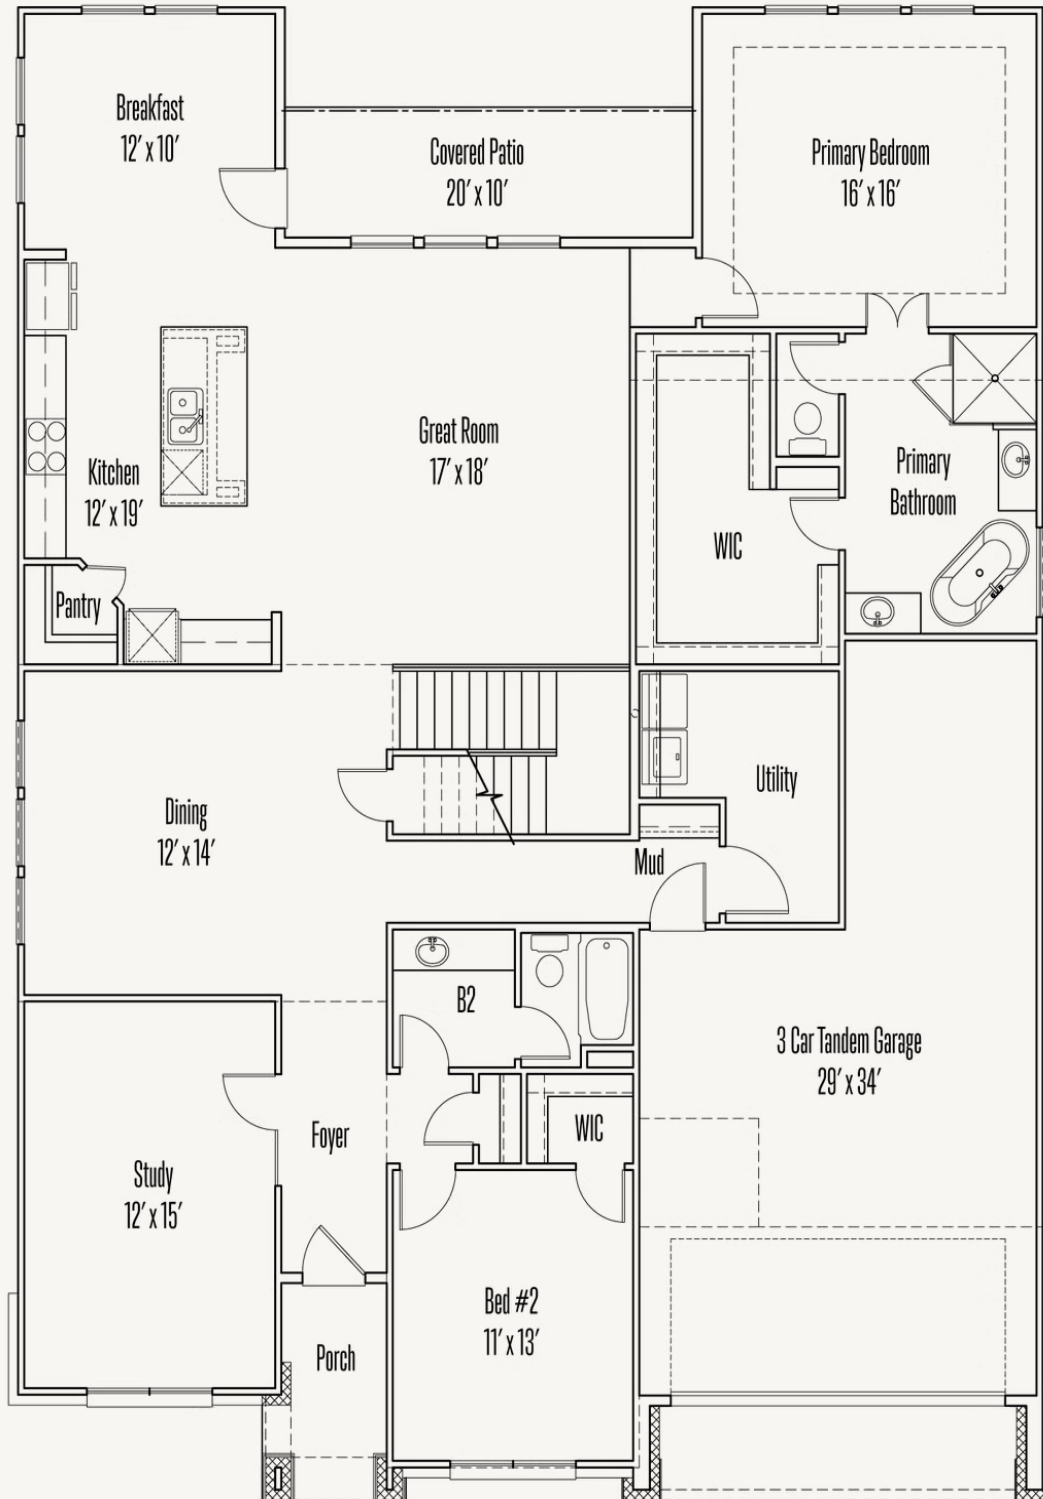 Breakfast
12' x 10'
Covered Patio
20' x 10'
Primary Bedroom
16' x 16'
Great Room
17' x 18'
Kitchen
12' x 19'
Primary
Bathroom
WIC
Pantry
Utility
Dining
12' x 14'
Mud
B2
3 Car Tandem Garage
29' x 34'
Foyer
WIC
Study
12' x 15'
Bed #2
11' x 13'
Porch